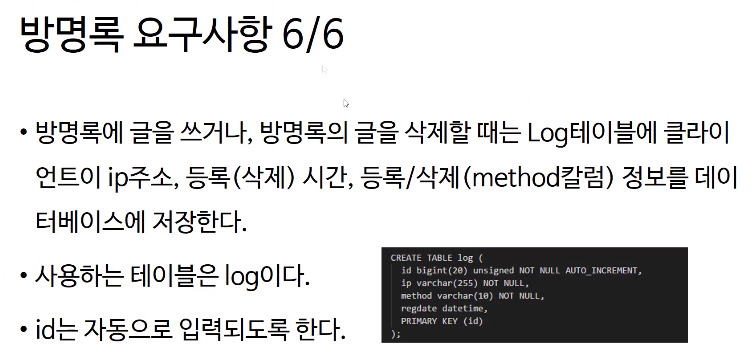 방명록 요구사항 6/6
• 방명록에 글을 쓰거나, 방명록의 글을 삭제할 때는 Log테이블에 클라이
언트이 ip주소, 등록(삭제) 시간, 등록/삭제(method칼럼) 정보를 데이
터베이스에 저장한다.
• 사용하는 테이블은 log이다.
• id는 자동으로 입력되도록 한다.
CREATE TABLE log (
id bigint(20) unsigned NOT NULL AUTO_INCREMENT,
ip varchar(255) NOT NULL,
method varchar(10) NOT NULL,
regdate datetime,
PRIMARY KEY (id)
);